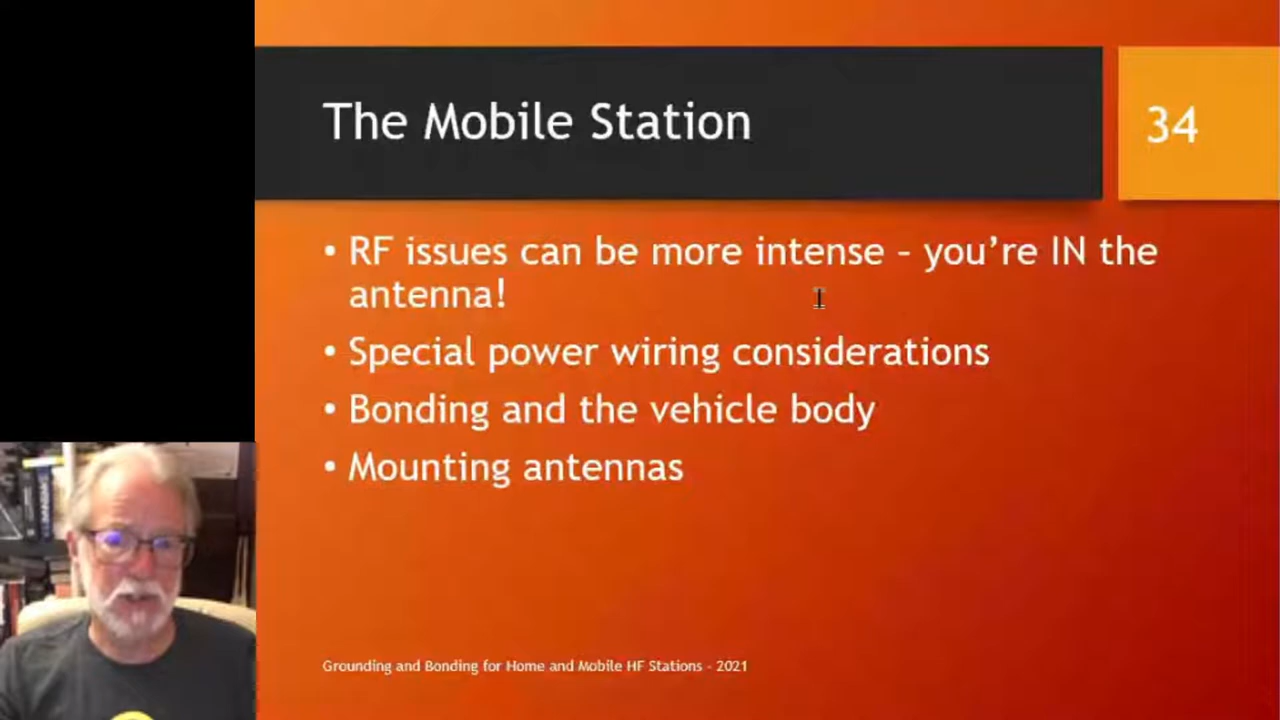 The Mobile Station
34
• RF issues can be more intense – you're IN the
antenna!
• Special power wiring considerations
• Bonding and the vehicle body
• Mounting antennas
Grounding and Bonding for Home and Mobile HF Stations - 2021